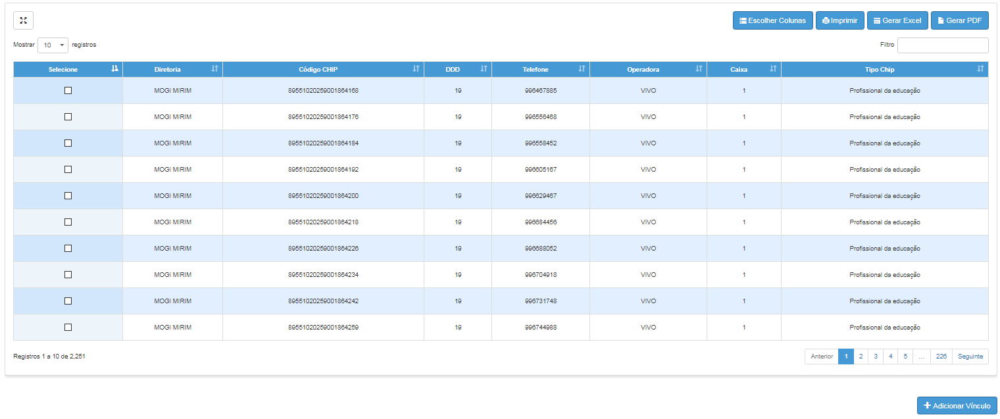 Escolher Colunas Imprimir Gerar Excel Gerar PDF
Mostrar 10 registros Filtro
Selecione Diretoria Código CHIP DDD Telefone Operadora Caixa Tipo Chip
MOGI MIRIM 89551020259001864168 19 996467885 VIVO 1 Profissional da educação
MOGI MIRIM 89551020259001864176 19 996556468 VIVO 1 Profissional da educação
MOGI MIRIM 89551020259001864184 19 996558452 VIVO 1 Profissional da educação
MOGI MIRIM 89551020259001864192 19 996605167 VIVO 1 Profissional da educação
MOGI MIRIM 89551020259001864200 19 996629467 VIVO 1 Profissional da educação
MOGI MIRIM 89551020259001864218 19 996684456 VIVO 1 Profissional da educação
MOGI MIRIM 89551020259001864226 19 996688052 VIVO 1 Profissional da educação
MOGI MIRIM 89551020259001864234 19 996704918 VIVO 1 Profissional da educação
MOGI MIRIM 89551020259001864242 19 996731748 VIVO 1 Profissional da educação
MOGI MIRIM 89551020259001864259 19 996744988 VIVO 1 Profissional da educação
Registros 1 a 10 de 2,251 Anterior 1 2 3 4 5 ... 226 Seguinte
Adicionar Vínculo